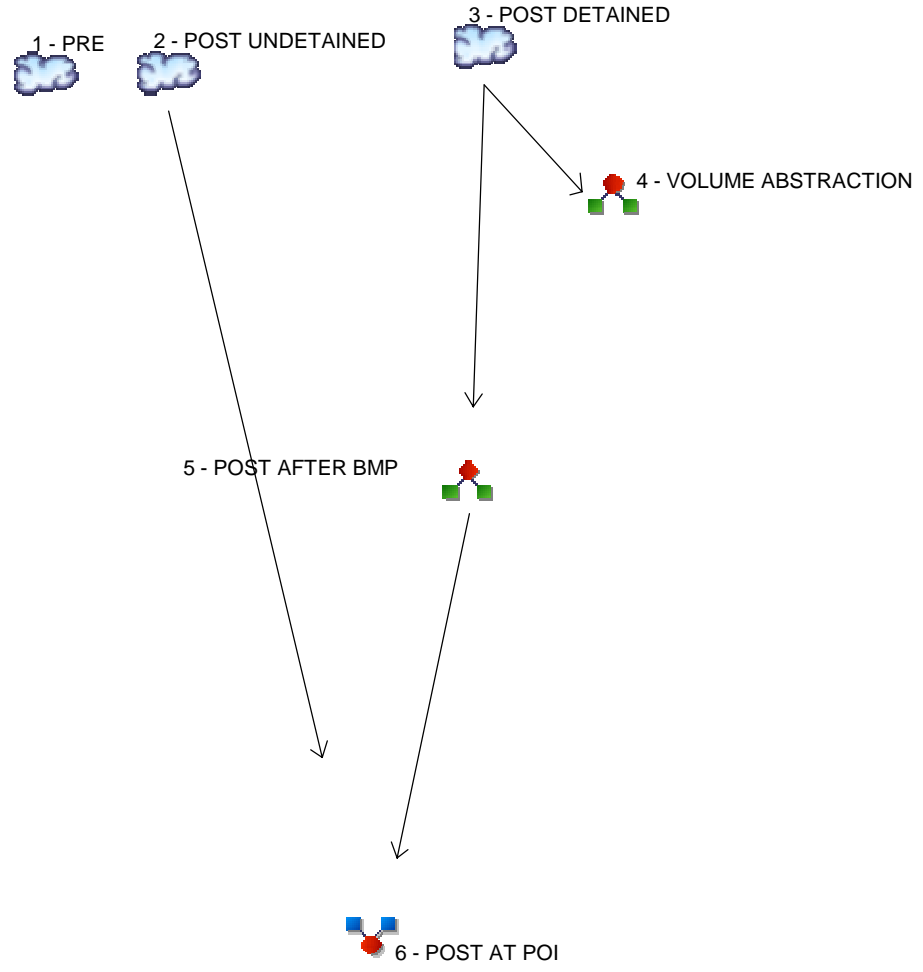 1 - PRE
2 - POST UNDETAINED
3 - POST DETAINED
4 - VOLUME ABSTRACTION
5 - POST AFTER BMP
6 - POST AT POI